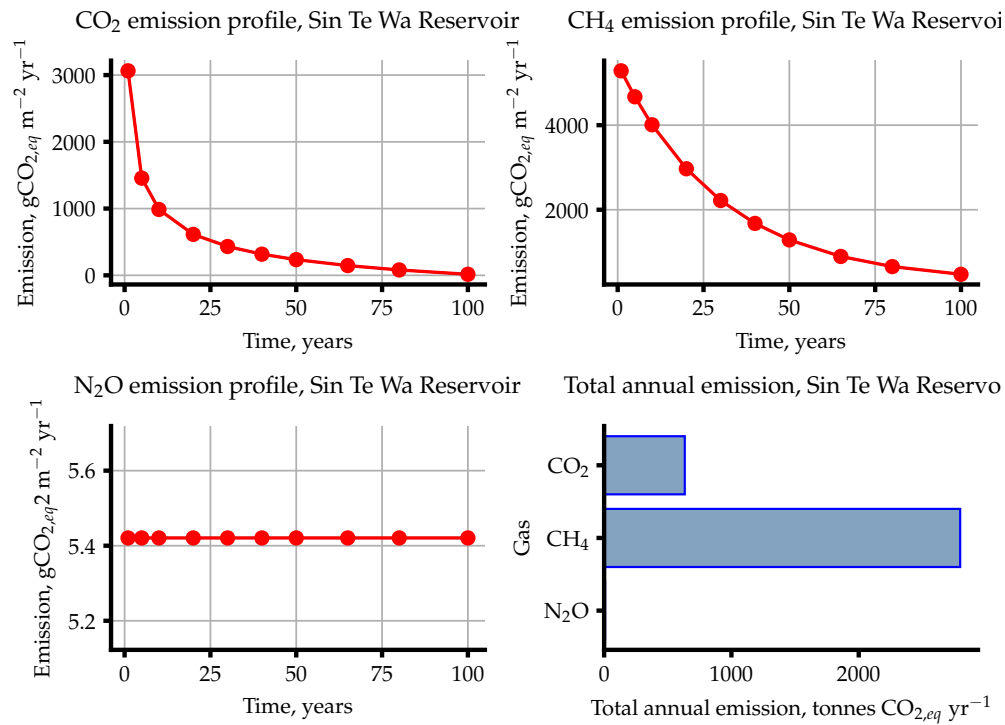 CO₂ emission profile, Sin Te Wa Reservoir
Emission, gCO₂,eq m⁻² yr⁻¹
3000
2000
1000
0
0 25 50 75 100
Time, years
CH₄ emission profile, Sin Te Wa Reservoir
Emission, gCO₂,eq m⁻² yr⁻¹
4000
2000
0 25 50 75 100
Time, years
N₂O emission profile, Sin Te Wa Reservoir
Emission, gCO₂,eq2 m⁻² yr⁻¹
5.6
5.4
5.2
0 25 50 75 100
Time, years
Total annual emission, Sin Te Wa Reservo
Gas
CO₂
CH₄
N₂O
0 1000 2000
Total annual emission, tonnes CO₂,eq yr⁻¹